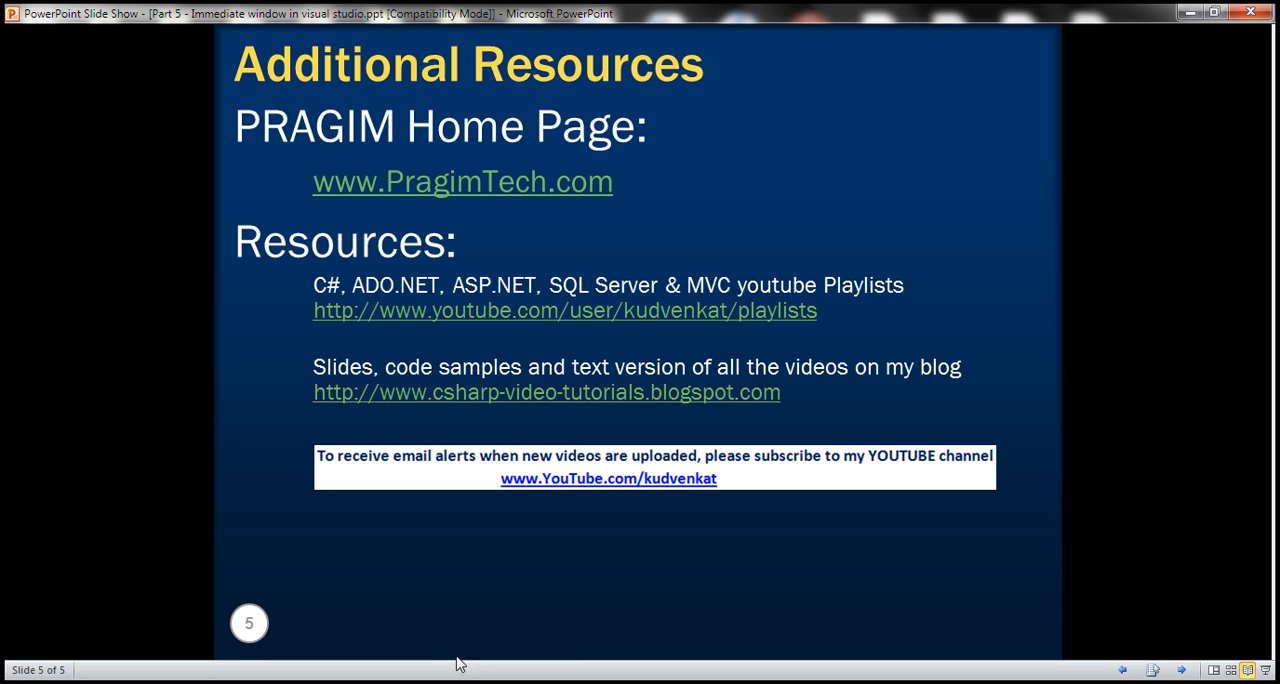 PowerPoint Slide Show - [Part 5 - Immediate window in visual studio.ppt [Compatibility Mode]] - Microsoft PowerPoint
Additional Resources
PRAGIM Home Page:
www.PragimTech.com
Resources:
C#, ADO.NET, ASP.NET, SQL Server & MVC youtube Playlists
http://www.youtube.com/user/kudvenkat/playlists
Slides, code samples and text version of all the videos on my blog
http://www.csharp-video-tutorials.blogspot.com
To receive email alerts when new videos are uploaded, please subscribe to my YOUTUBE channel
www.YouTube.com/kudvenkat
5
Slide 5 of 5